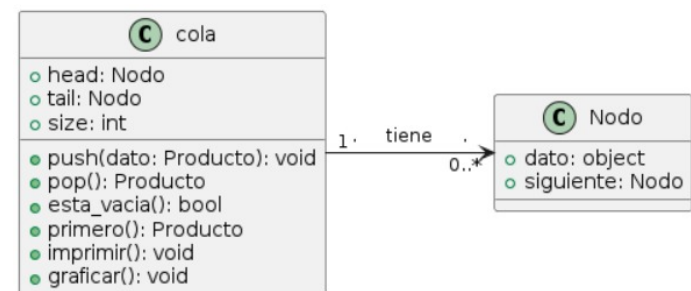 C cola
head: Nodo
tail: Nodo
size: int
push(dato: Producto): void
pop(): Producto
esta_vacia(): bool
primero(): Producto
imprimir(): void
graficar(): void
1 . tiene .
0..*
C Nodo
dato: object
siguiente: Nodo